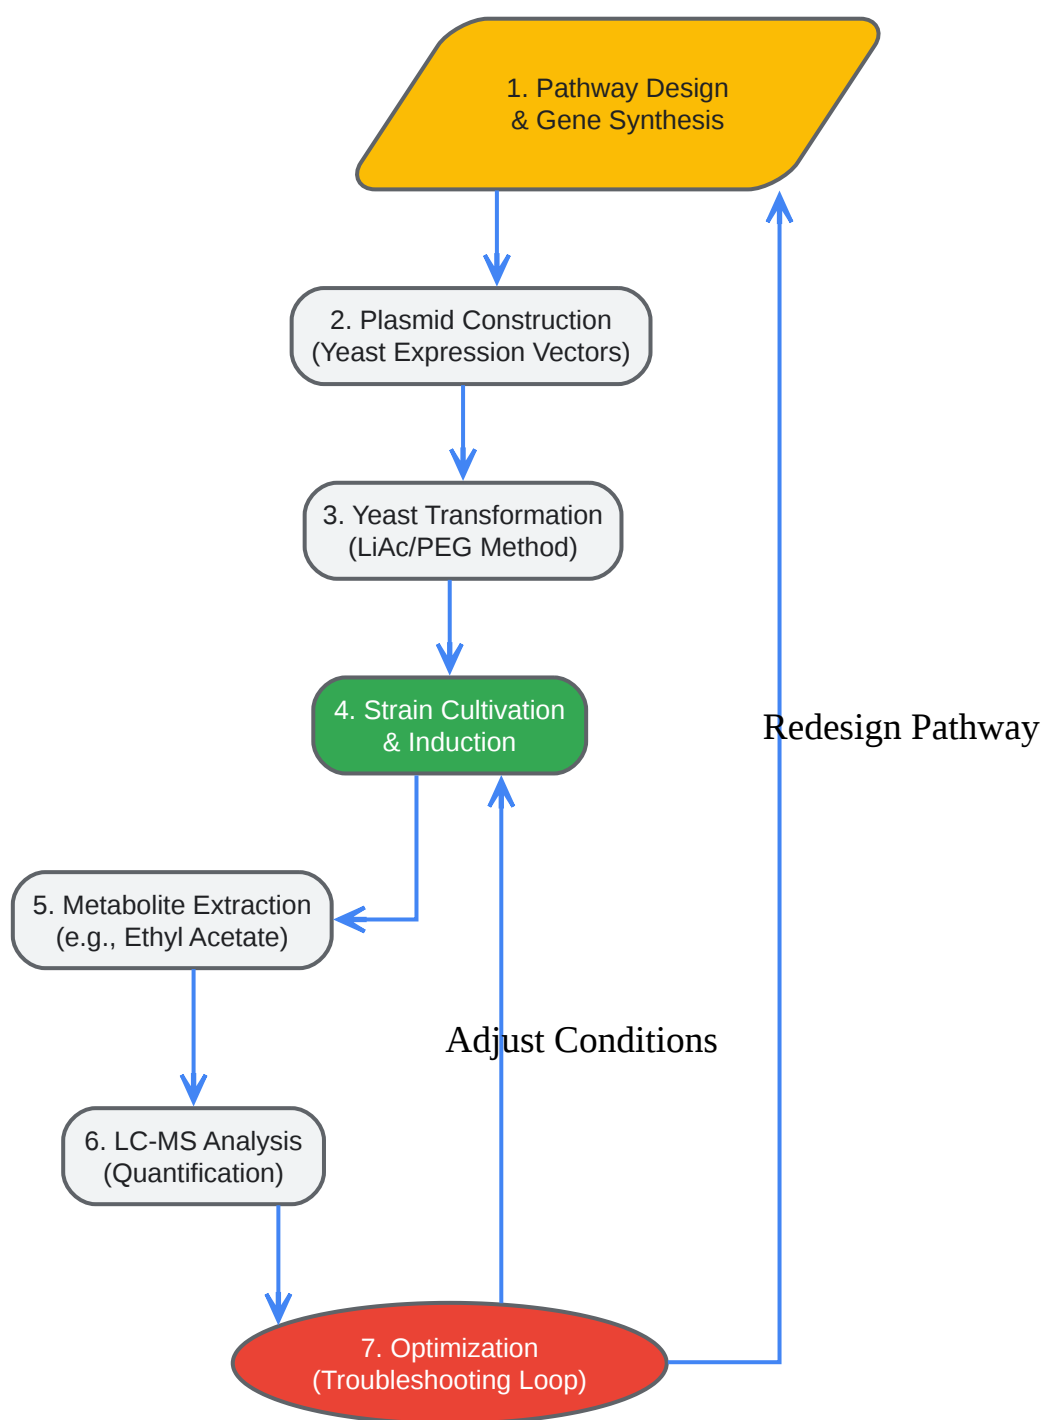 1. Pathway Design
& Gene Synthesis
2. Plasmid Construction
(Yeast Expression Vectors)
3. Yeast Transformation
(LiAc/PEG Method)
4. Strain Cultivation
& Induction
Redesign Pathway
5. Metabolite Extraction
(e.g., Ethyl Acetate)
Adjust Conditions
6. LC-MS Analysis
(Quantification)
7. Optimization
(Troubleshooting Loop)